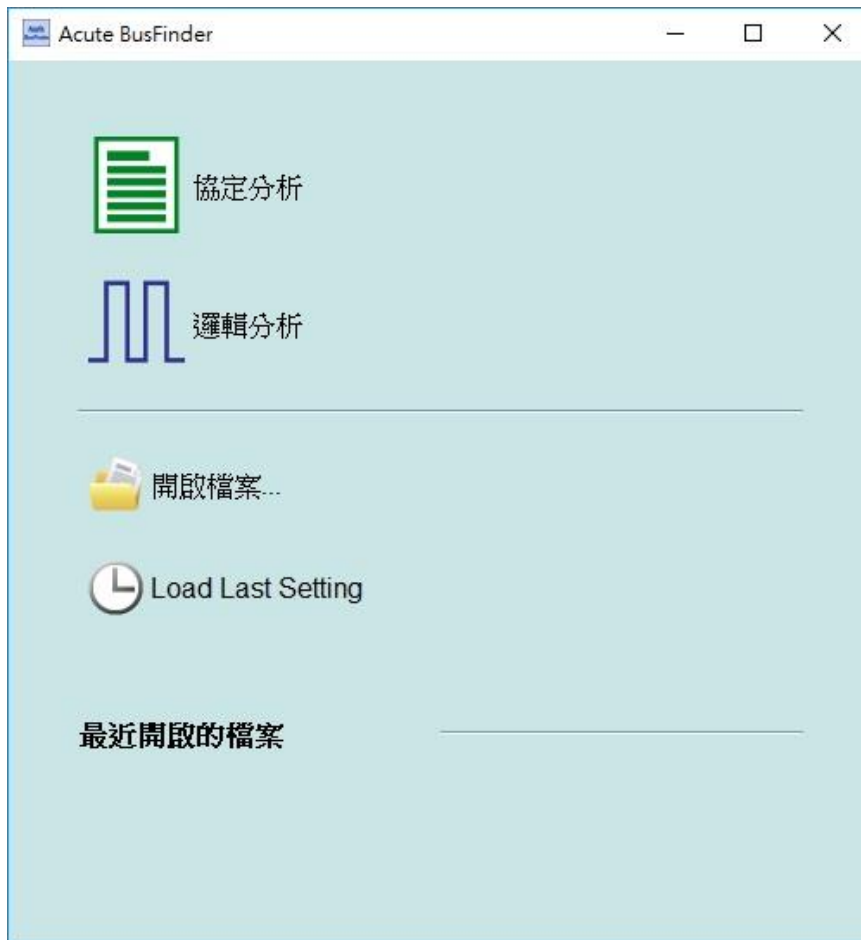 Acute BusFinder
協定分析
邏輯分析
開啟檔案...
Load Last Setting
最近開啟的檔案